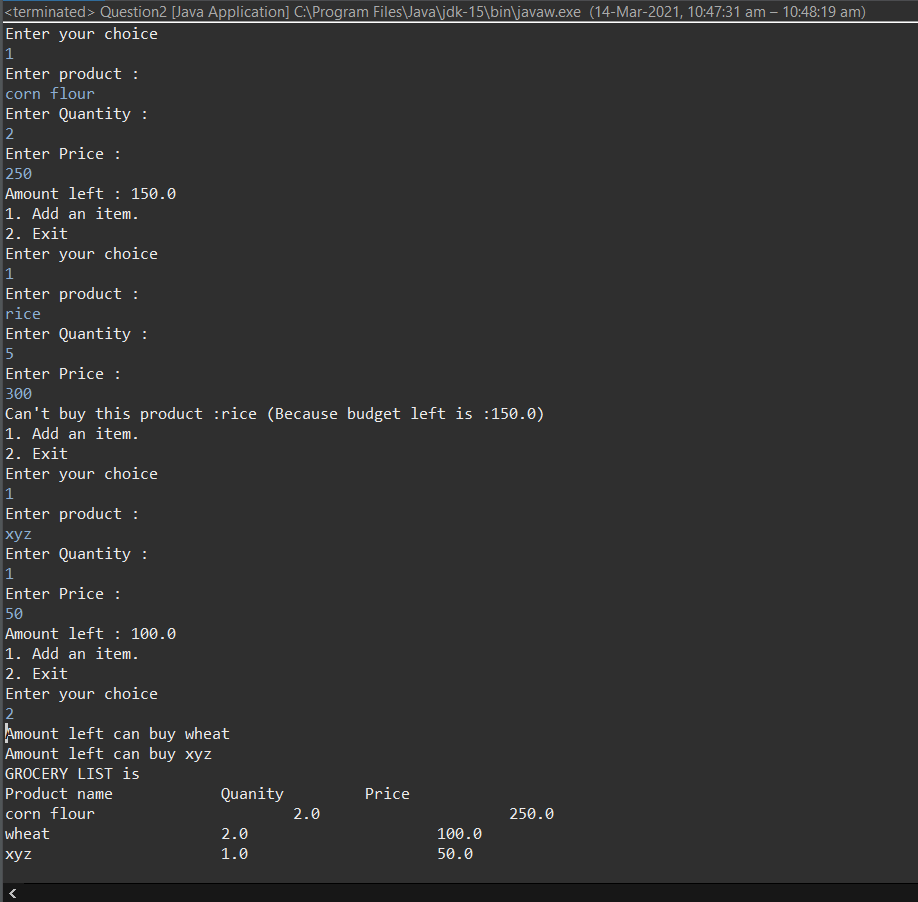 <terminated> Question2 [Java Application] C:\Program Files\Java\jdk-15\bin\javaw.exe (14-Mar-2021, 10:47:31 am – 10:48:19 am)
Enter your choice
1
Enter product :
corn flour
Enter Quantity :
2
Enter Price :
250
Amount left : 150.0
1. Add an item.
2. Exit
Enter your choice
1
Enter product :
rice
Enter Quantity :
5
Enter Price :
300
Can't buy this product :rice (Because budget left is :150.0)
1. Add an item.
2. Exit
Enter your choice
1
Enter product :
xyz
Enter Quantity :
1
Enter Price :
50
Amount left : 100.0
1. Add an item.
2. Exit
Enter your choice
2
Amount left can buy wheat
Amount left can buy xyz
GROCERY LIST is
Product name Quanity Price
corn flour 2.0 250.0
wheat 2.0 100.0
xyz 1.0 50.0